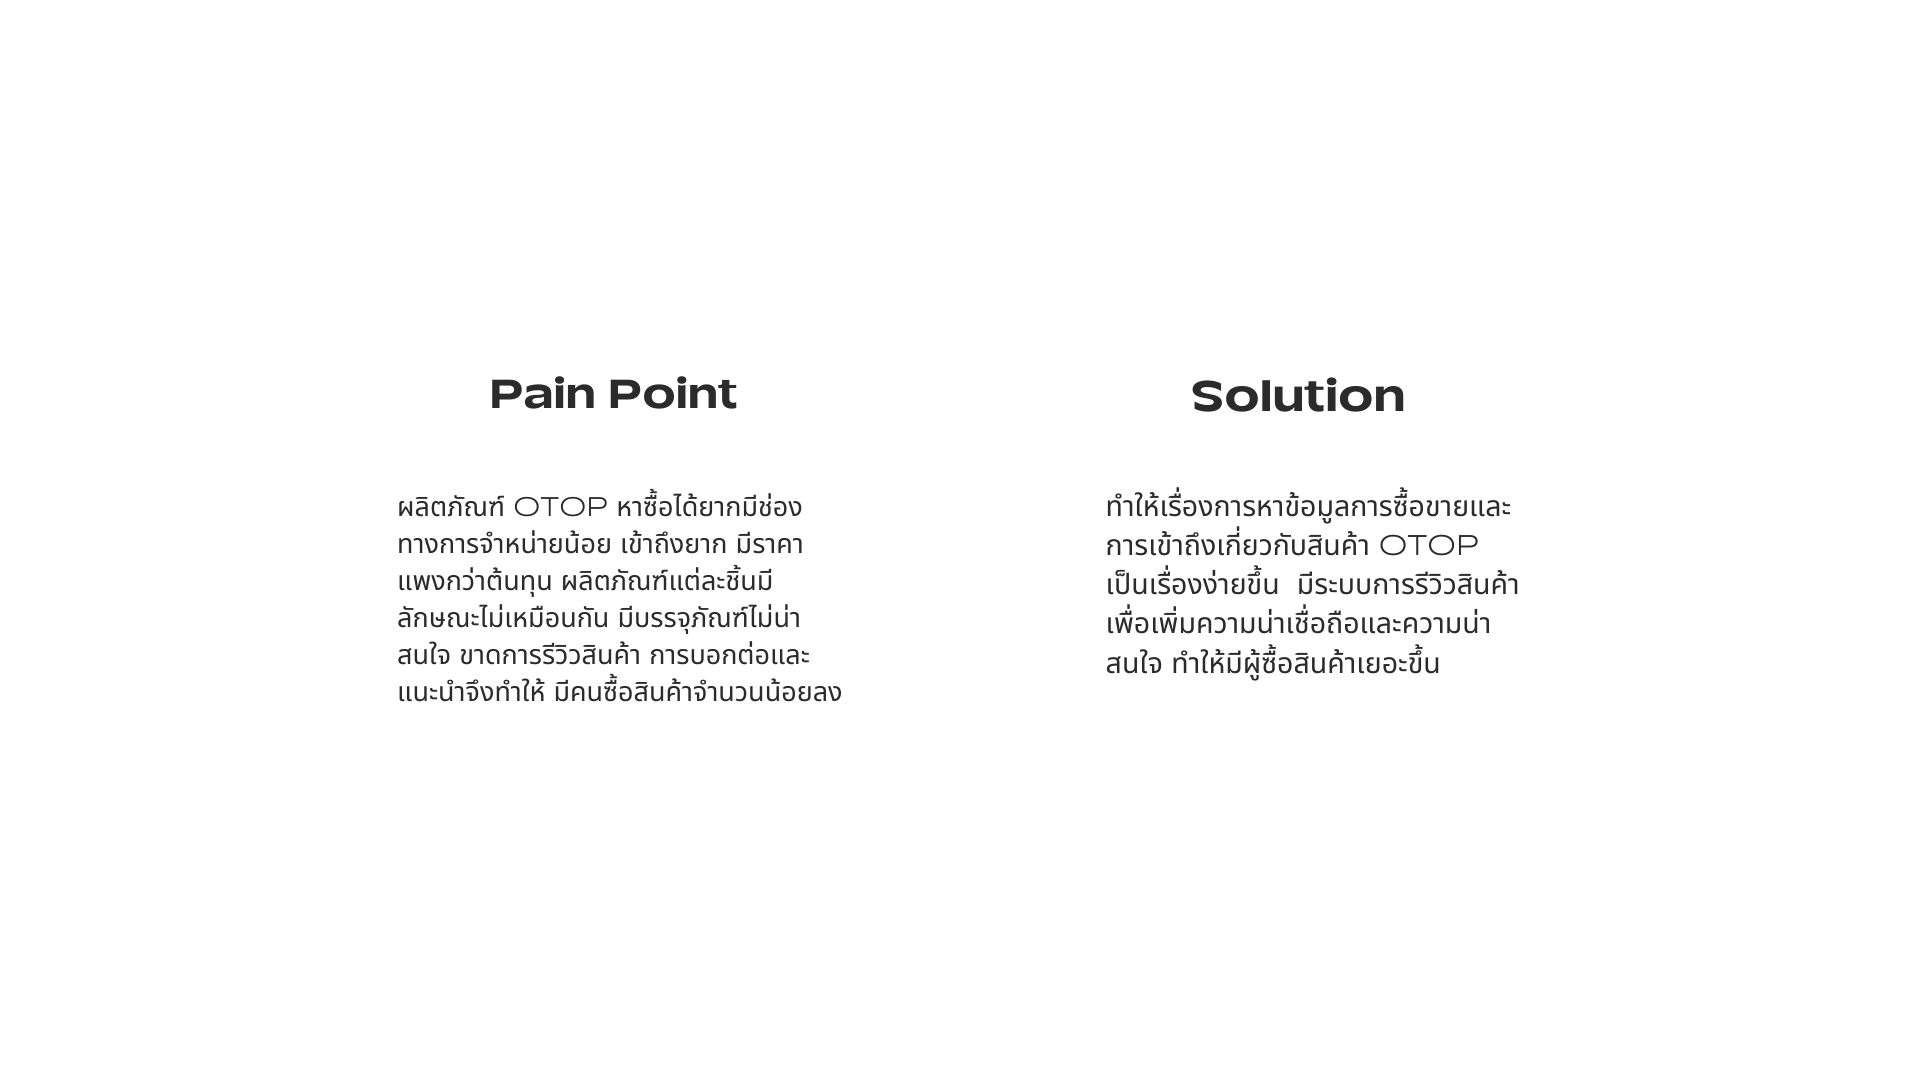 Pain Point
ผลิตภัณฑ์ OTOP หาซื้อได้ยากมีช่อง
ทางการจำหน่ายน้อย เข้าถึงยาก มีราคา
แพงกว่าต้นทุน ผลิตภัณฑ์แต่ละชิ้นมี
ลักษณะไม่เหมือนกัน มีบรรจุภัณฑ์ไม่น่า
สนใจ ขาดการรีวิวสินค้า การบอกต่อและ
แนะนำจึงทำให้ มีคนซื้อสินค้าจำนวนน้อยลง
Solution
ทำให้เรื่องการหาข้อมูลการซื้อขายและ
การเข้าถึงเกี่ยวกับสินค้า OTOP
เป็นเรื่องง่ายขึ้น  มีระบบการรีวิวสินค้า
เพื่อเพิ่มความน่าเชื่อถือและความน่า
สนใจ ทำให้มีผู้ซื้อสินค้าเยอะขึ้น